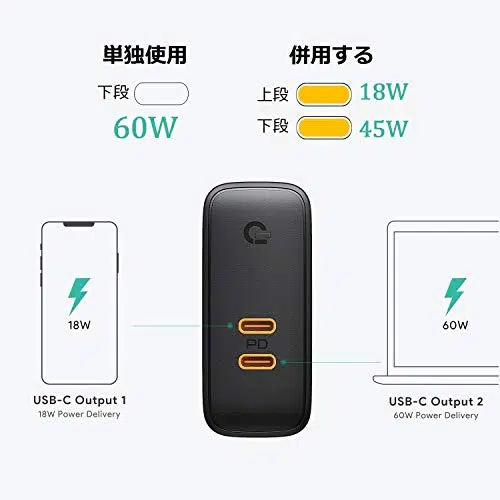 単独使用
下段
60W
併用する
上段 18W
下段 45W
18W
PD
60W
USB-C Output 1
18W Power Delivery
USB-C Output 2
60W Power Delivery